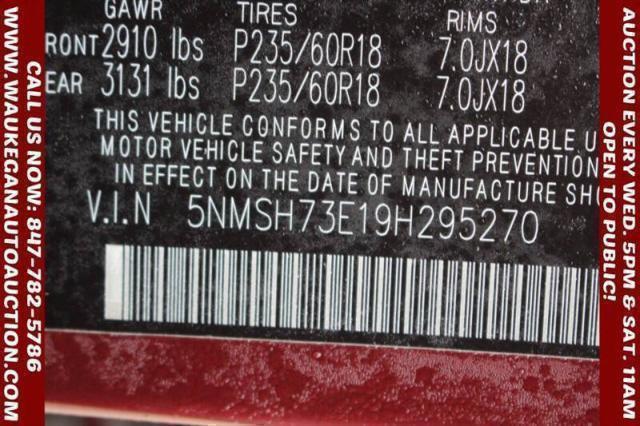 GAWR TIRES RIMS
RONT 2910 lbs P235/60R18 7.0JX18
EAR 3131 lbs P235/60R18 7.0JX18
THIS VEHICLE CONFORMS TO ALL APPLICABLE U
MOTOR VEHICLE SAFETY AND THEFT PREVENTION
IN EFFECT ON THE DATE OF MANUFACTURE SH
V.I.N 5NMSH73E19H295270
CALL US NOW: 847-782-5786
WWW.WAUKEGANAUTOAUCTION.COM
AUCTION EVERY WED. 5PM & SAT. 11AM
OPEN TO PUBLIC!